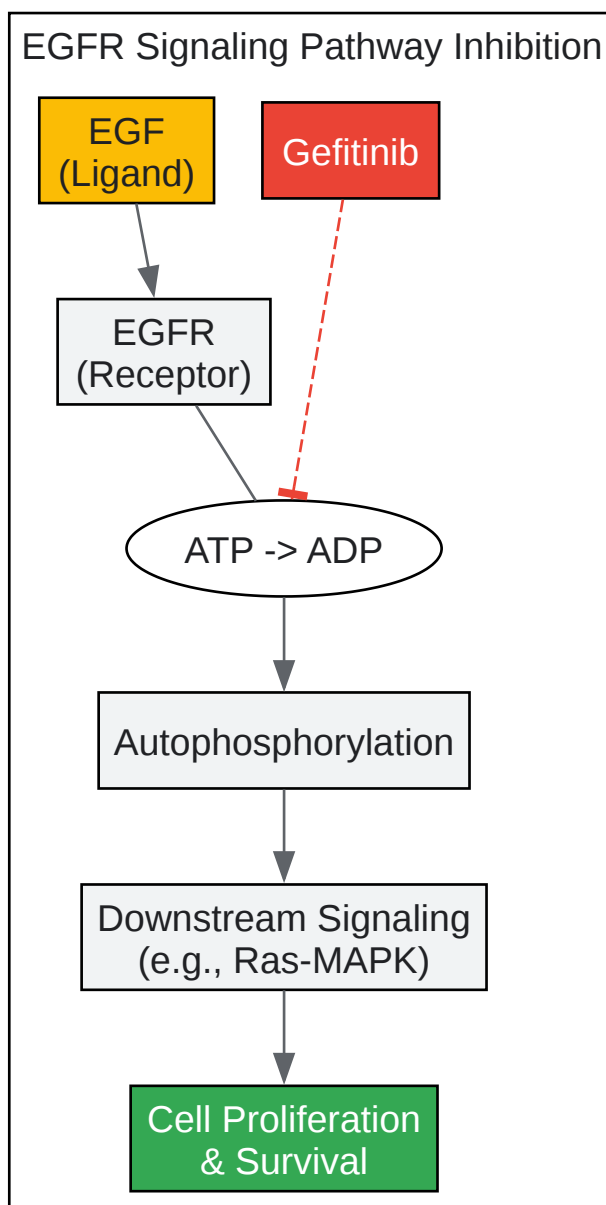 EGFR Signaling Pathway Inhibition
EGF
(Ligand)
Gefitinib
EGFR
(Receptor)
ATP -> ADP
Autophosphorylation
Downstream Signaling
(e.g., Ras-MAPK)
Cell Proliferation
& Survival